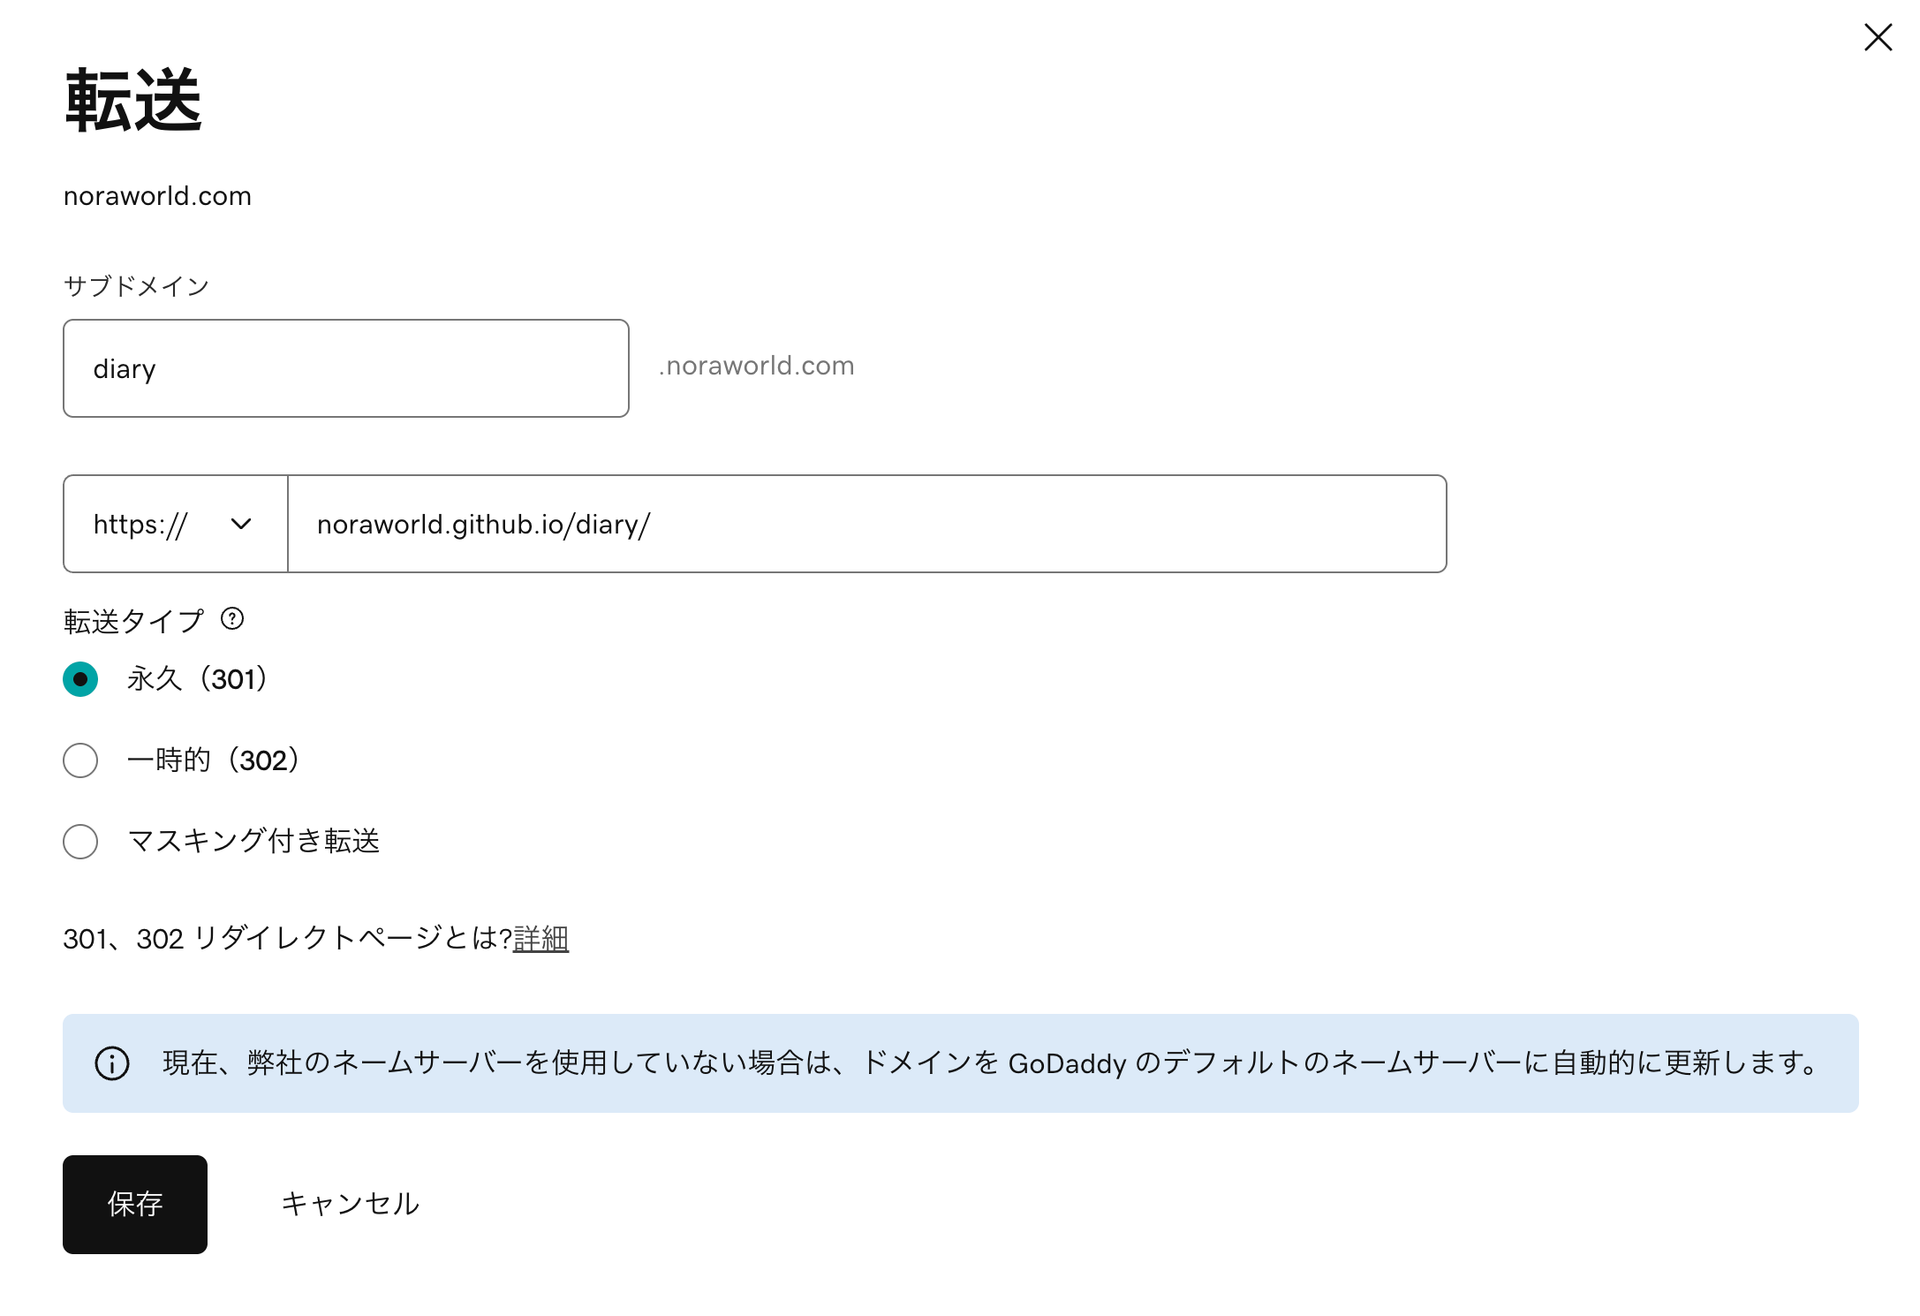 転送
noraworld.com
サブドメイン
diary .noraworld.com
https:// noraworld.github.io/diary/
転送タイプ ?
永久（301）
一時的（302）
マスキング付き転送
301、302 リダイレクトページとは?詳細
現在、弊社のネームサーバーを使用していない場合は、ドメインを GoDaddy のデフォルトのネームサーバーに自動的に更新します。
保存 キャンセル